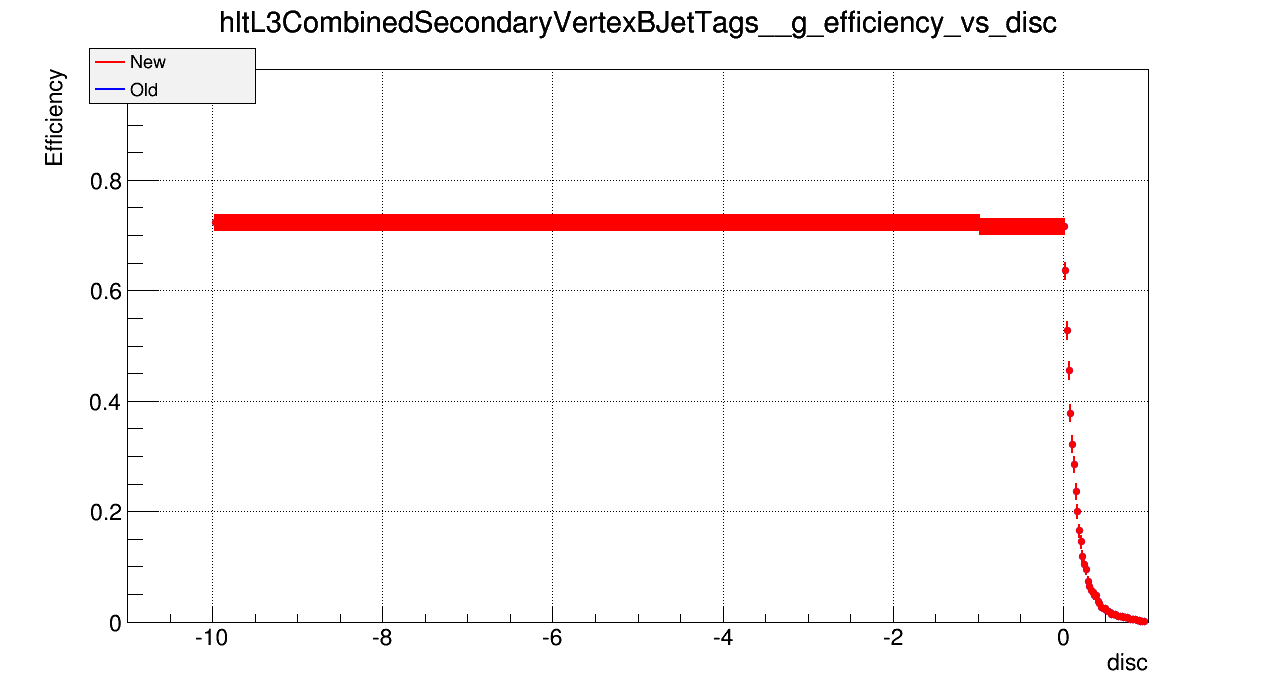 hltL3CombinedSecondaryVertexBJetTags__g_efficiency_vs_disc
New
Old
Efficiency
0.8
0.6
0.4
0.2
0
-10
-8
-6
-4
-2
0
disc